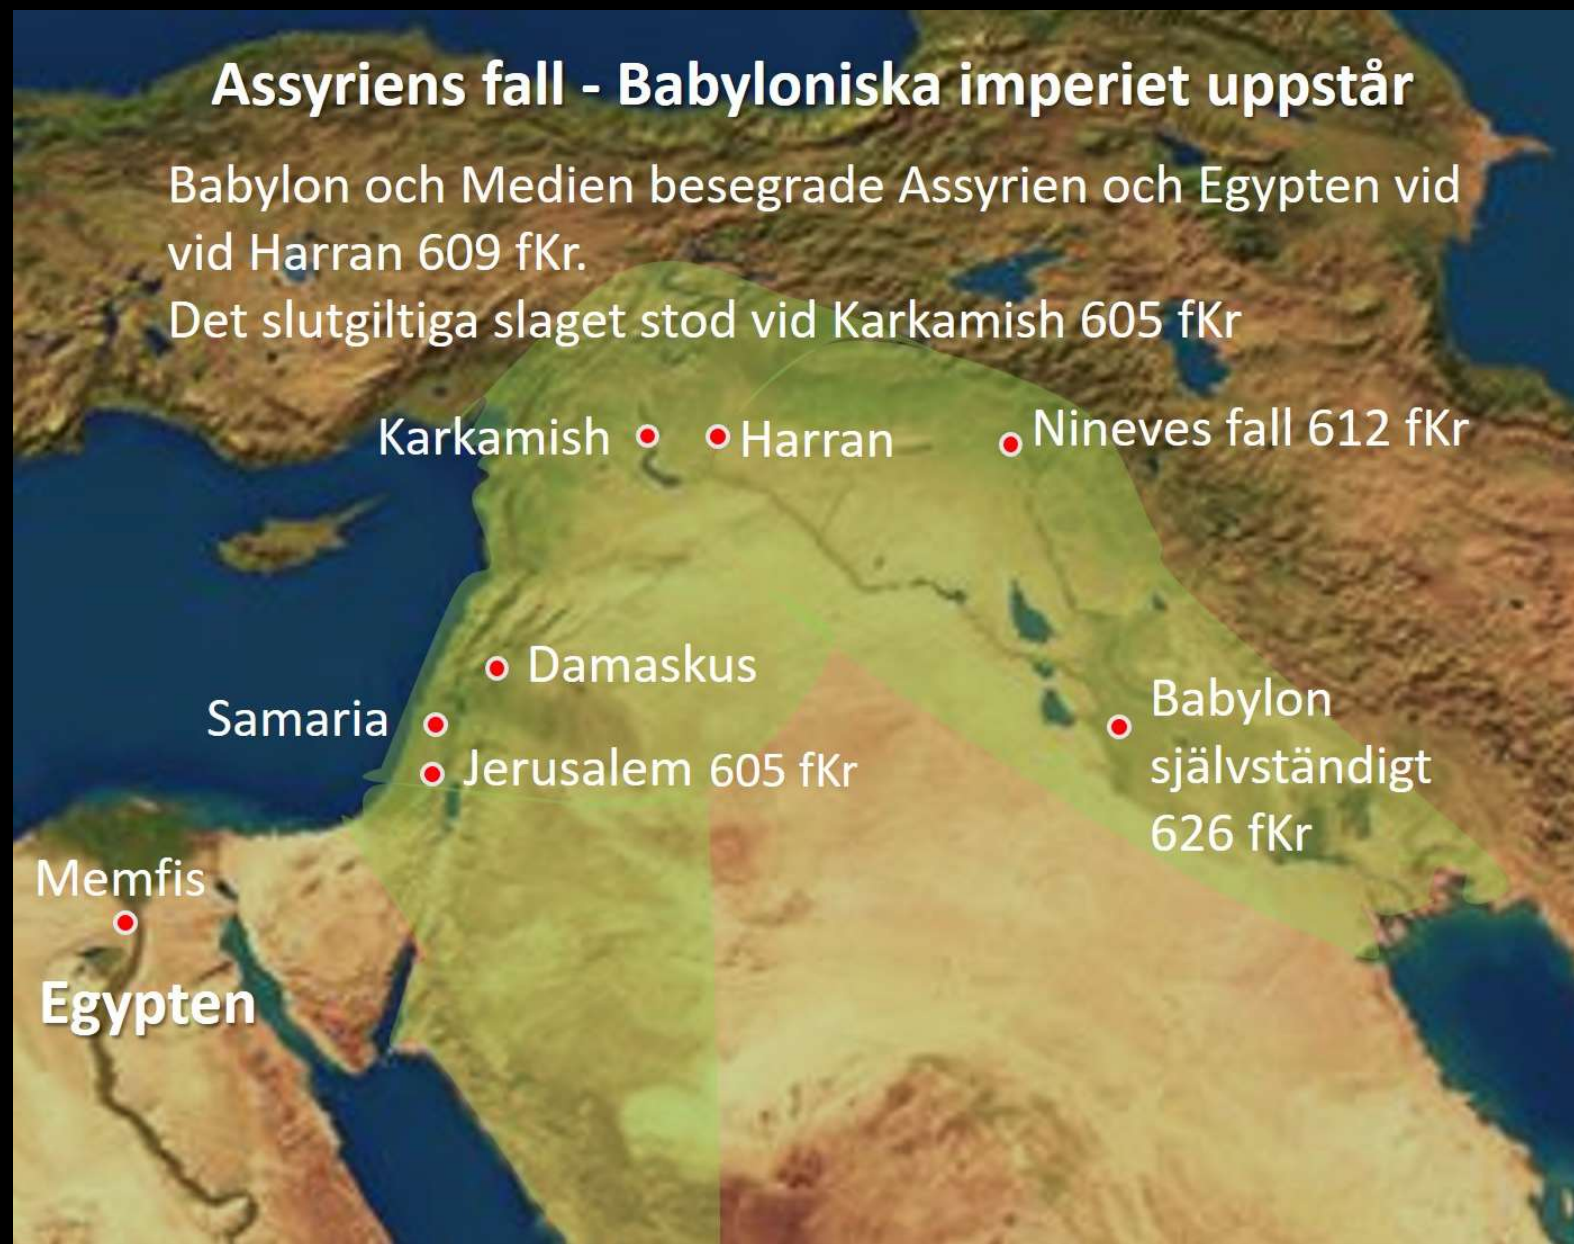 Assyriens fall - Babyloniska imperiet uppstår
Babylon och Medien besegrade Assyrien och Egypten vid
vid Harran 609 fKr.
Det slutgiltiga slaget stod vid Karkamish 605 fKr
Karkamish
Harran
Nineves fall 612 fKr
Damaskus
Samaria
Jerusalem 605 fKr
Babylon
självständigt
626 fKr
Memfis
Egypten